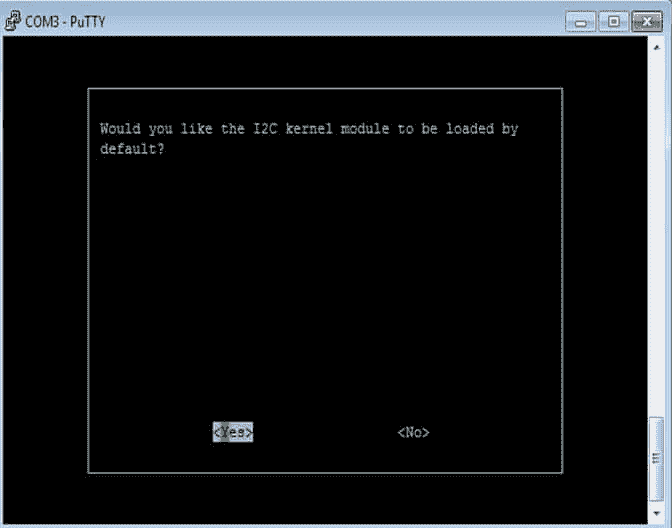 COM3 - PuTTY
Would you like the I2C kernel module to be loaded by
default?
<Yes> <No>